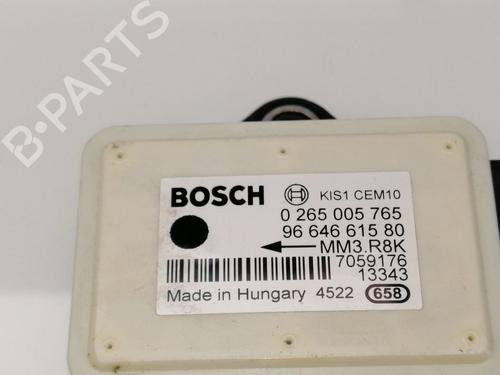 B-PARTS
BOSCH KIS1 CEM10
0 265 005 765
96 646 615 80
MM3.R8K
7059176
13343
Made in Hungary 4522 658
B-PARTS